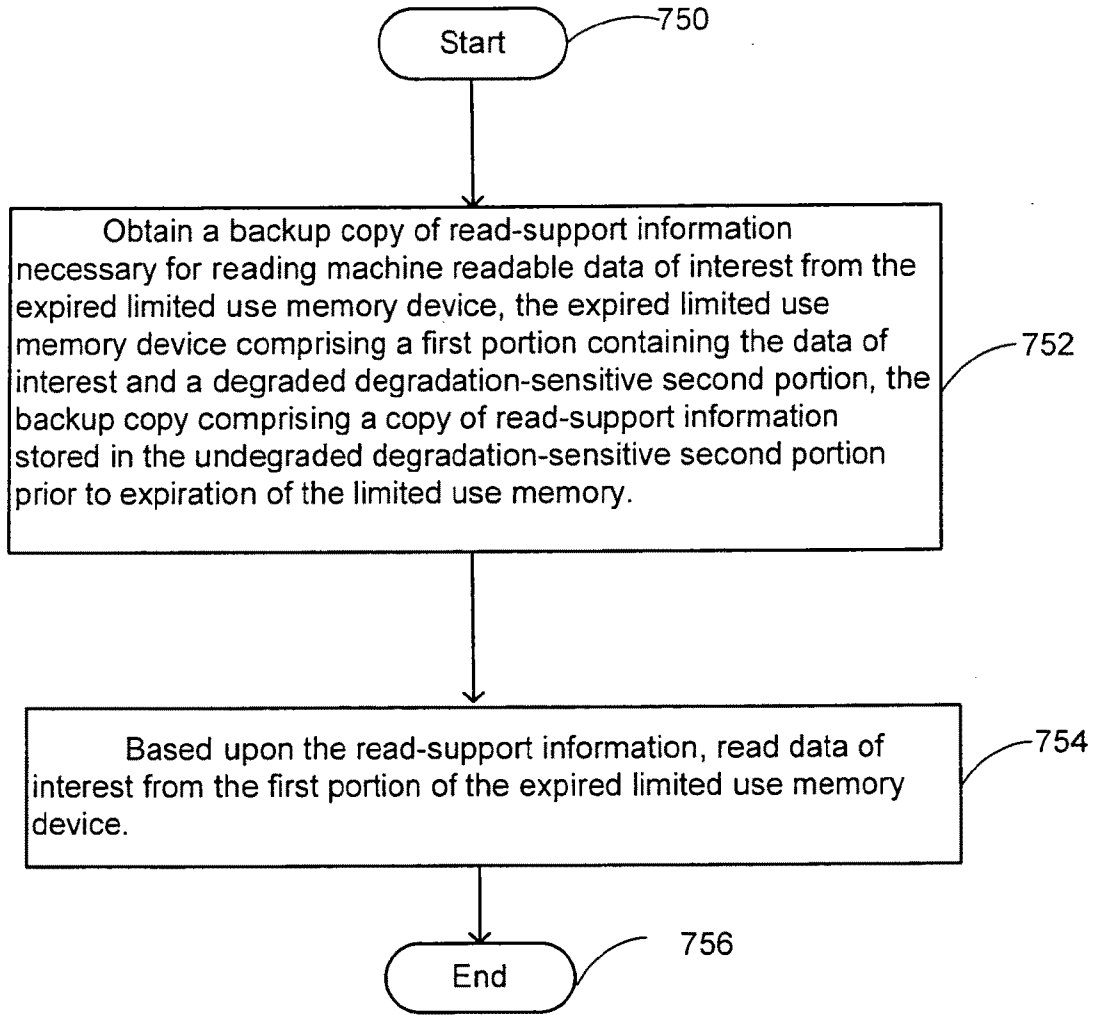 Start
750
Obtain a backup copy of read-support information
necessary for reading machine readable data of interest from the
expired limited use memory device, the expired limited use
memory device comprising a first portion containing the data of
interest and a degraded degradation-sensitive second portion, the
backup copy comprising a copy of read-support information
stored in the undegraded degradation-sensitive second portion
prior to expiration of the limited use memory.
752
Based upon the read-support information, read data of
interest from the first portion of the expired limited use memory
device.
754
End
756